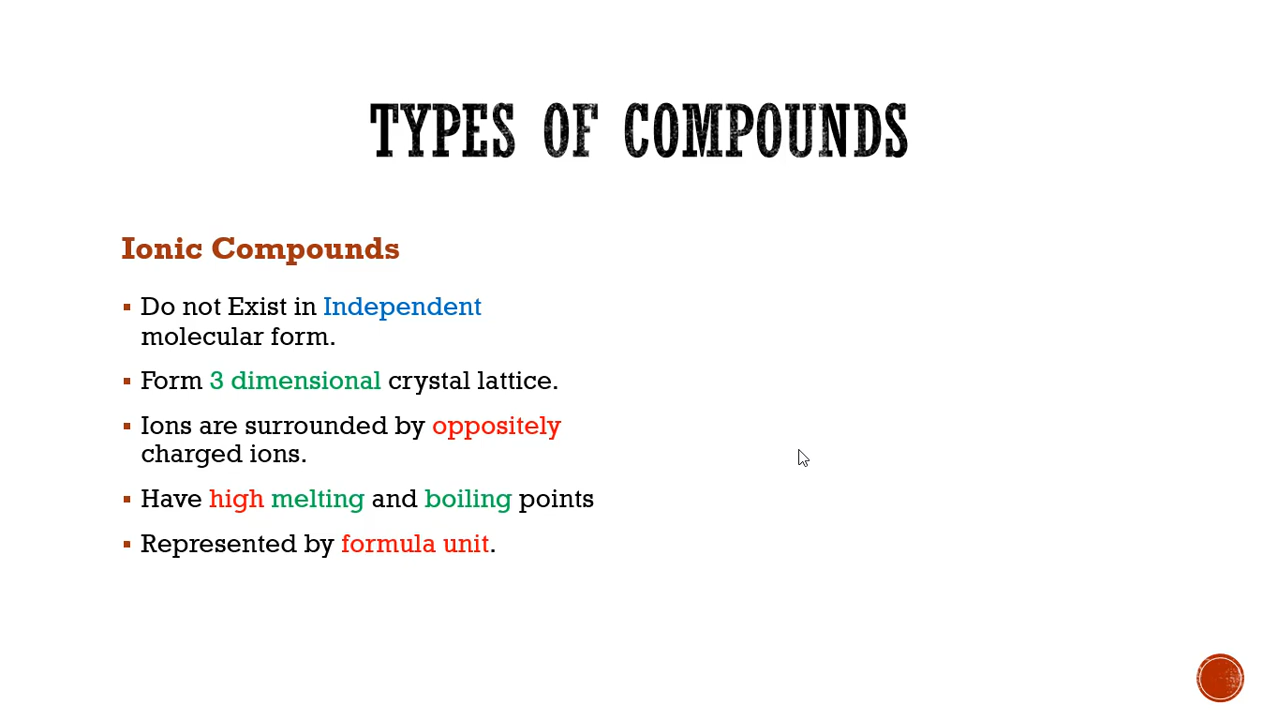 TYPES OF COMPOUNDS
Ionic Compounds
▪ Do not Exist in Independent
molecular form.
▪ Form 3 dimensional crystal lattice.
▪ Ions are surrounded by oppositely
charged ions.
▪ Have high melting and boiling points
▪ Represented by formula unit.